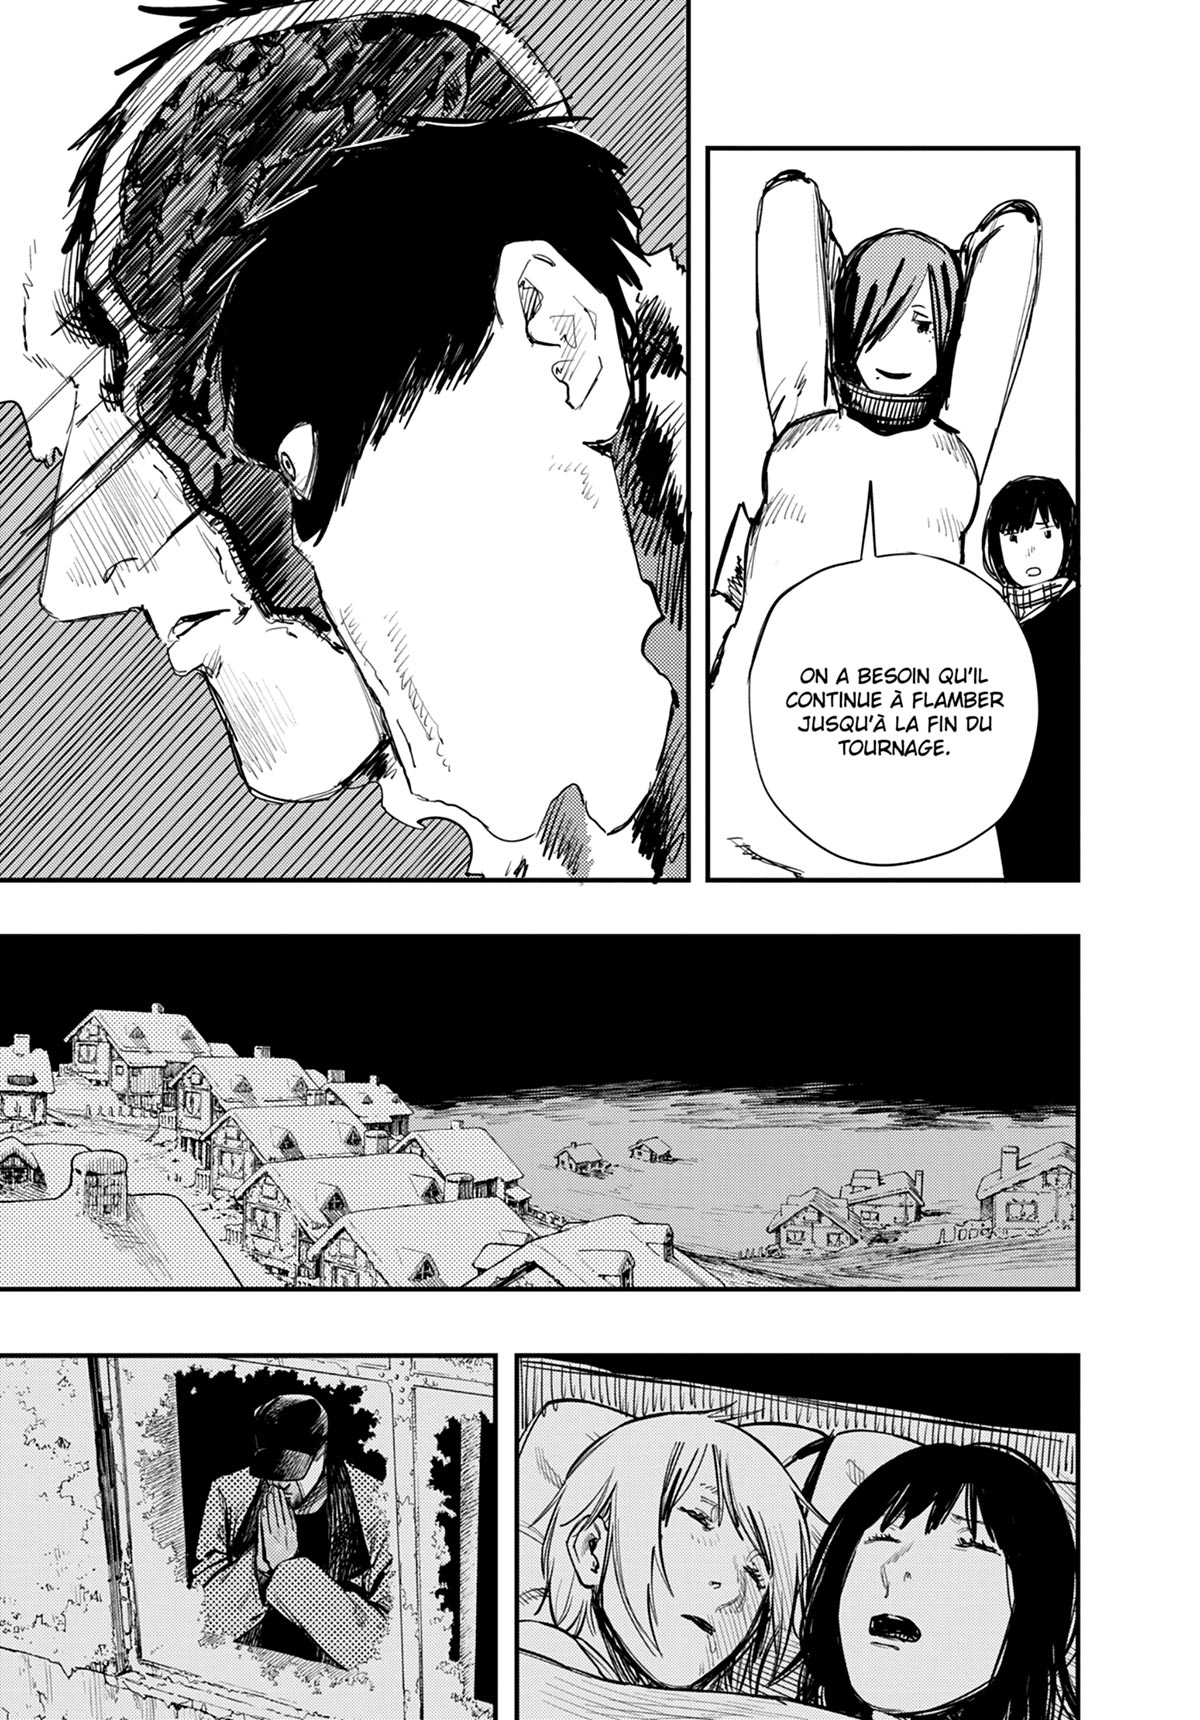 ON A BESOIN QU'IL
CONTINUE À FLAMBER
JUSQU'À LA FIN DU
TOURNAGE.